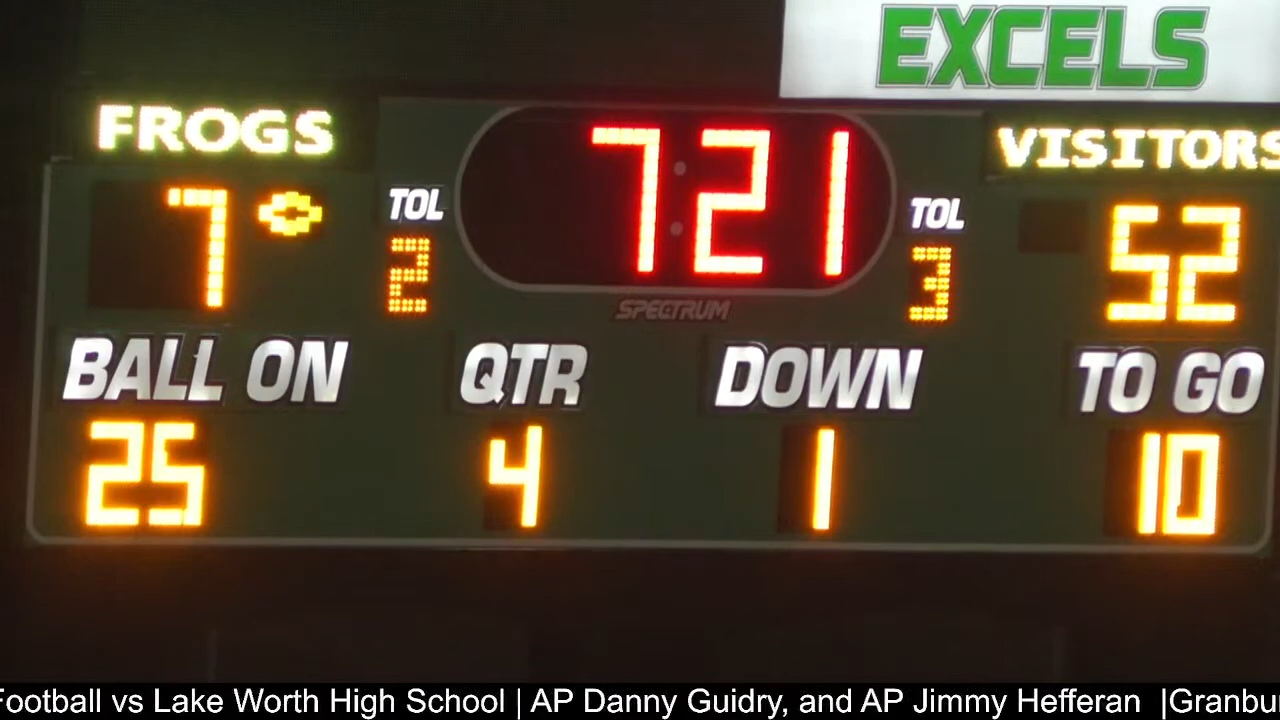 EXCELS
FROGS
VISITORS
7
TOL
2
7:21
TOL
3
52
SPECTRUM
BALL ON
QTR
DOWN
TO GO
25
4
1
10
Football vs Lake Worth High School | AP Danny Guidry, and AP Jimmy Hefferan |Granbu